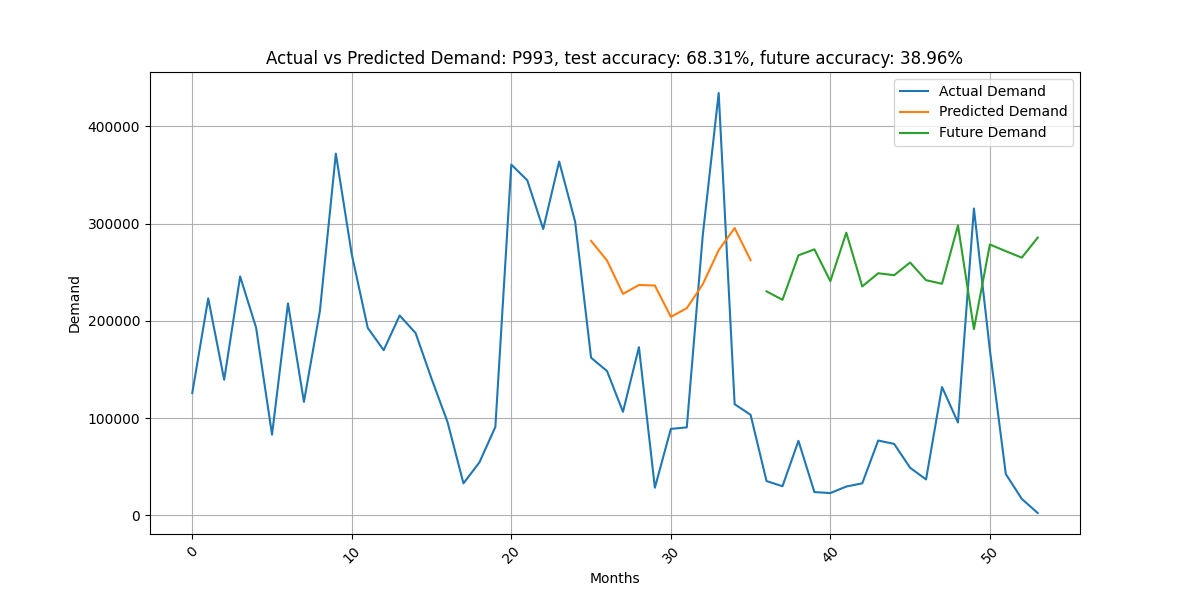 Actual vs Predicted Demand: P993, test accuracy: 68.31%, future accuracy: 38.96%
Actual Demand
Predicted Demand
Future Demand
400000
300000
200000
100000
0
Demand
0
10
20
30
40
50
Months